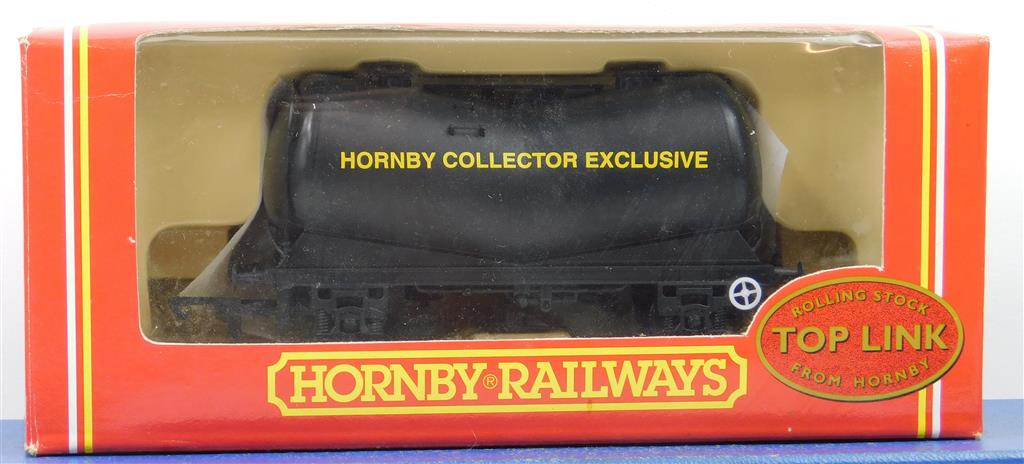 HORNBY COLLECTOR EXCLUSIVE
HORNBY® RAILWAYS
ROLLING STOCK
TOP LINK
FROM HORNBY